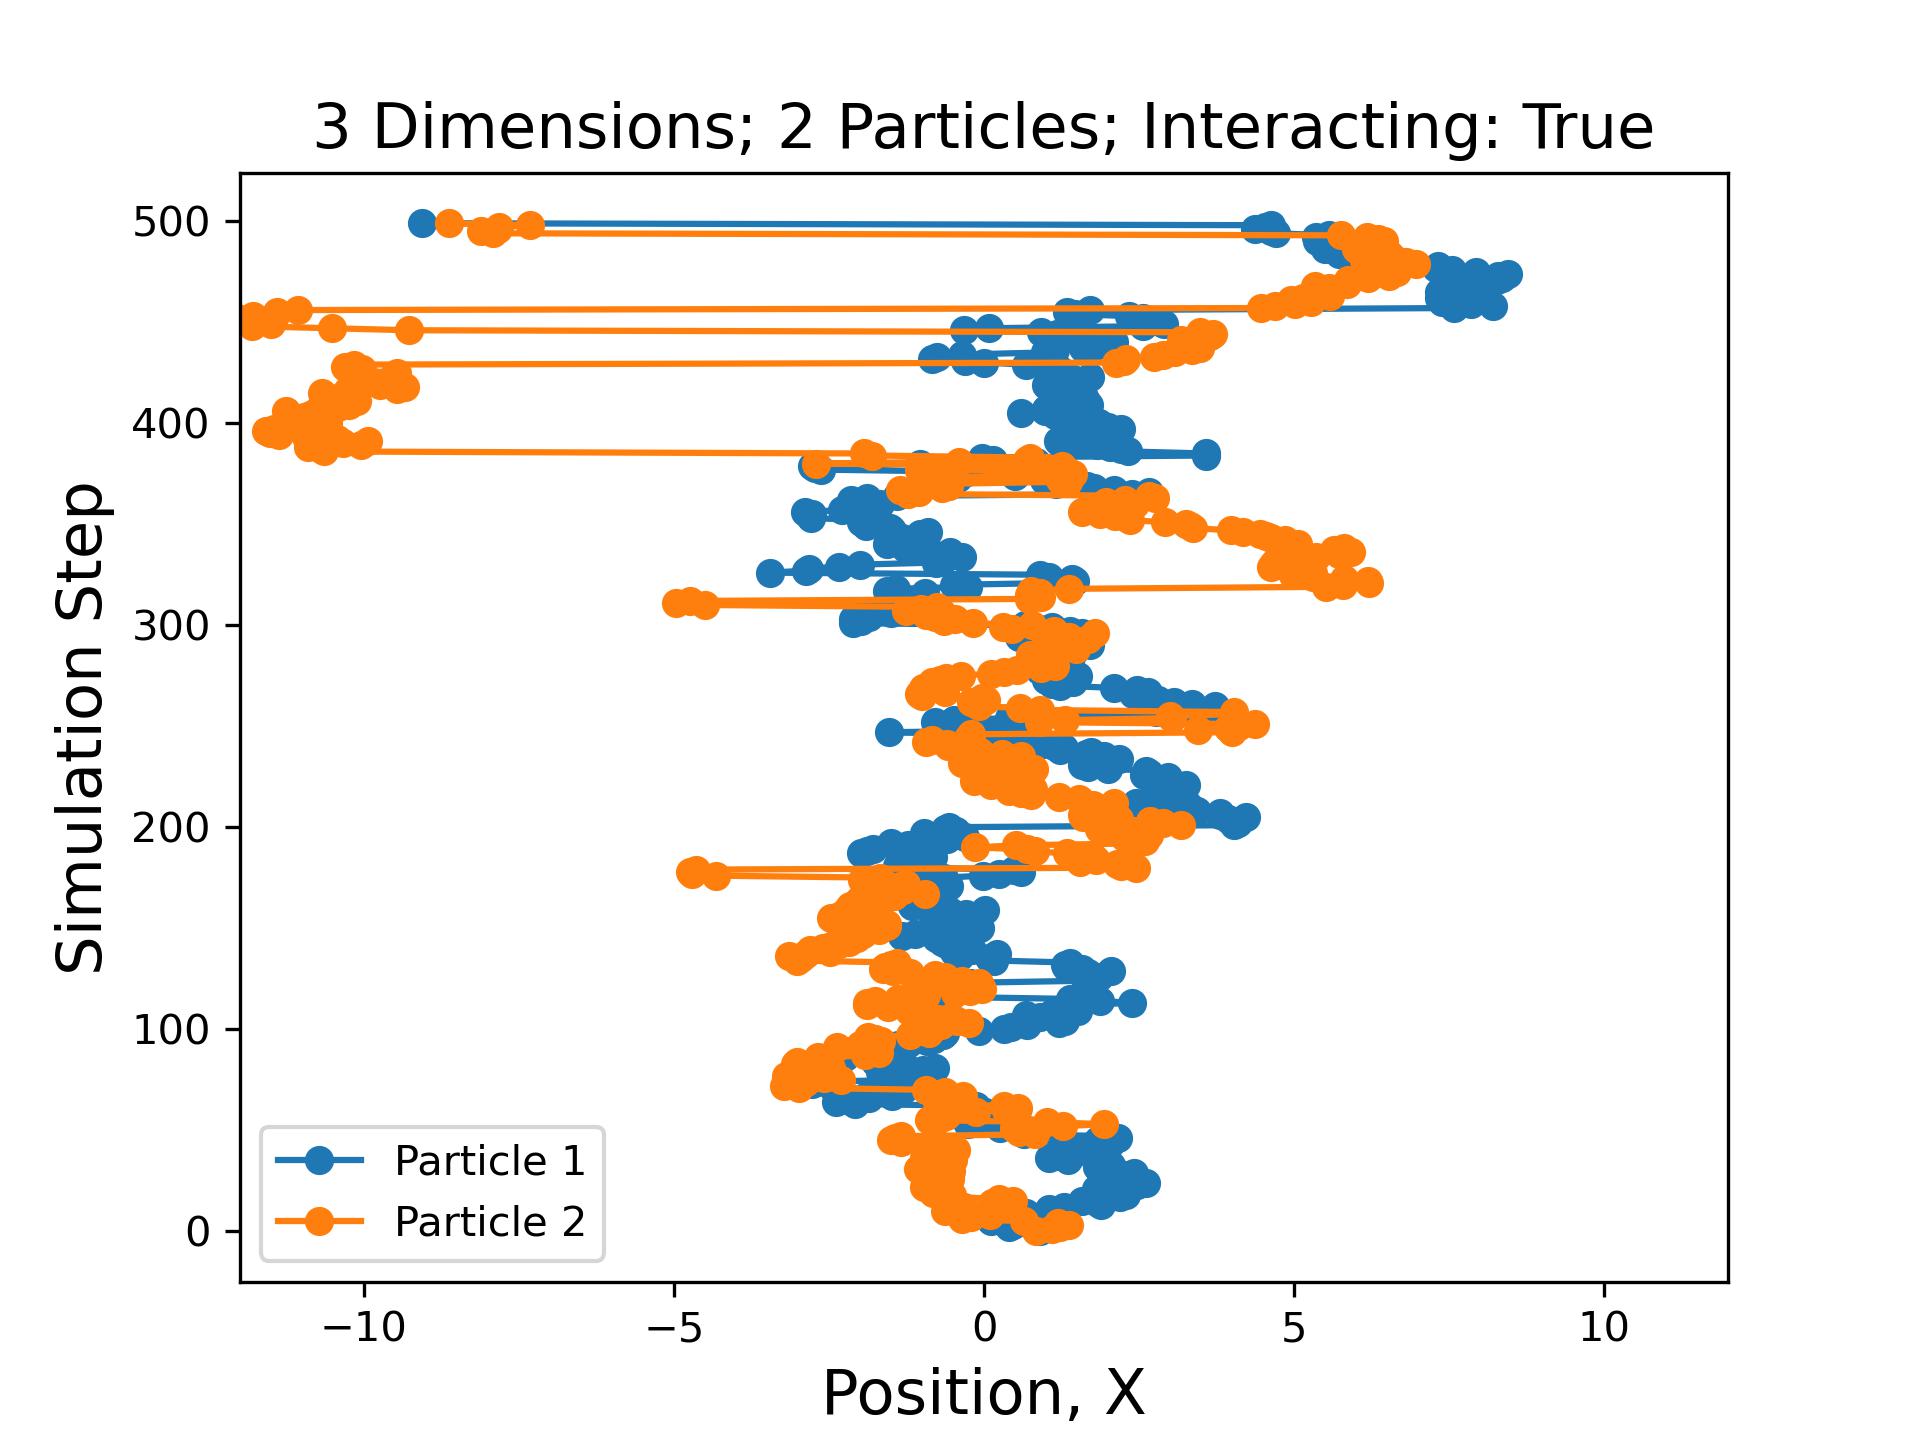 3 Dimensions; 2 Particles; Interacting: True
Simulation Step
500
400
300
200
100
0
Particle 1
Particle 2
−10
−5
0
5
10
Position, X